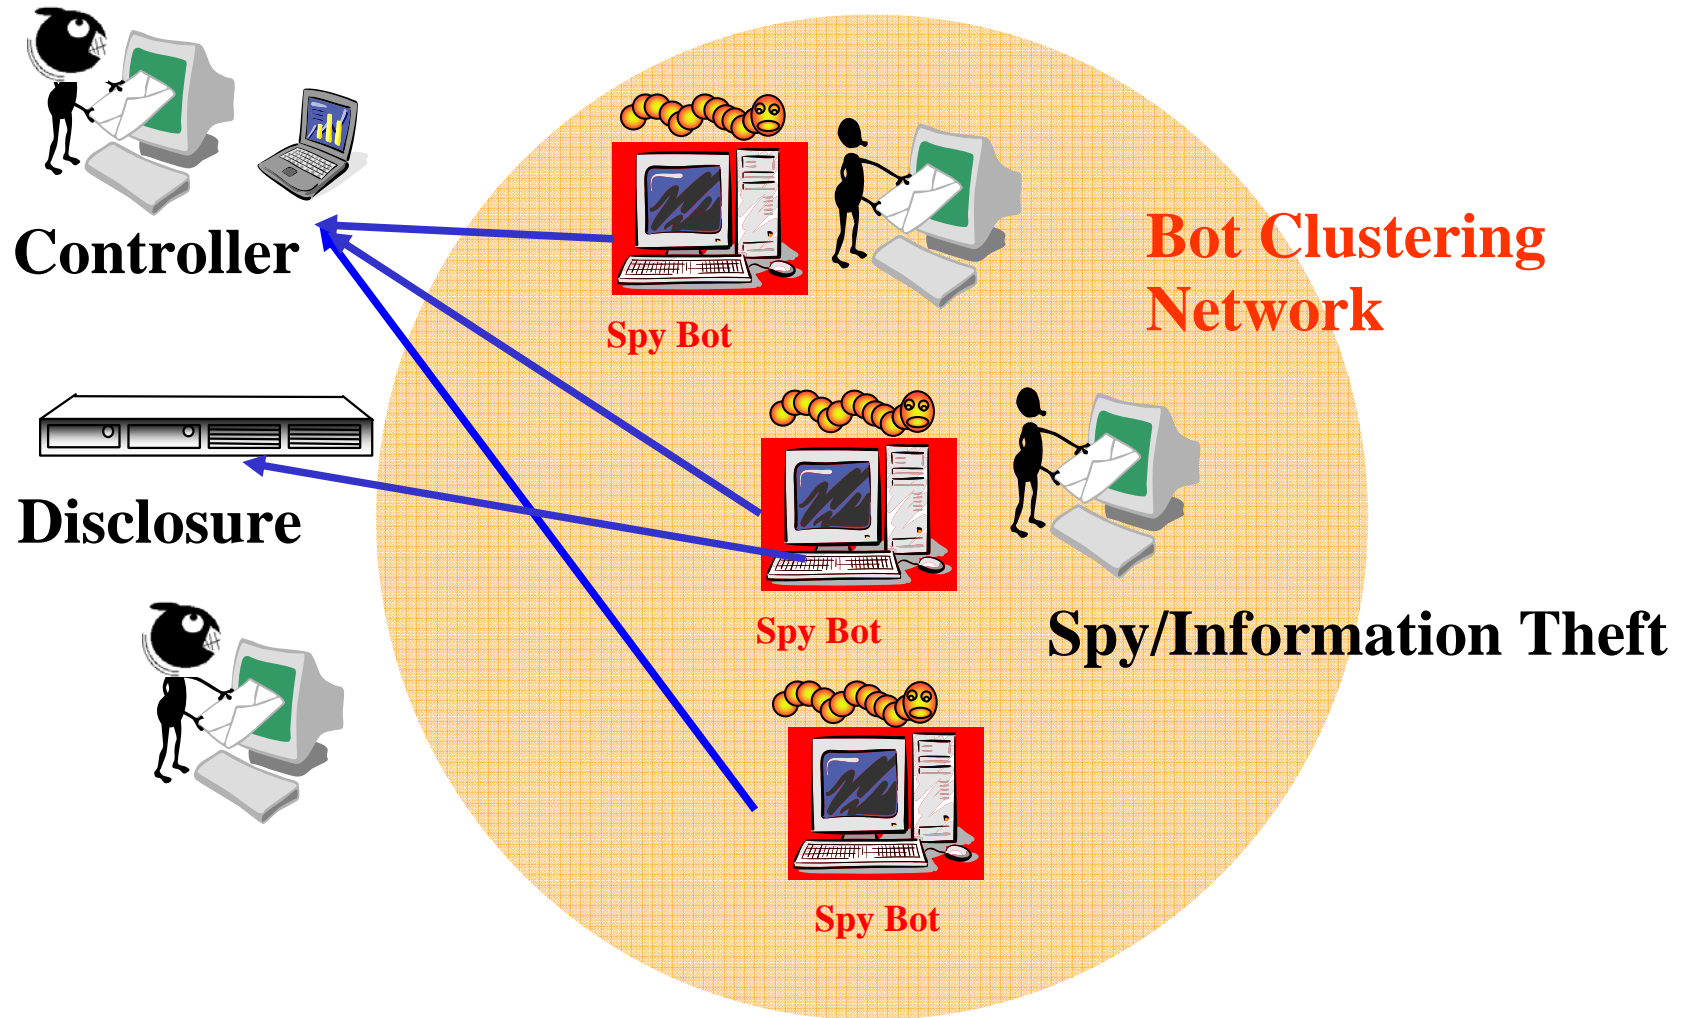 Controller
Bot Clustering
Network
Spy Bot
Disclosure
Spy Bot
Spy/Information Theft
Spy Bot